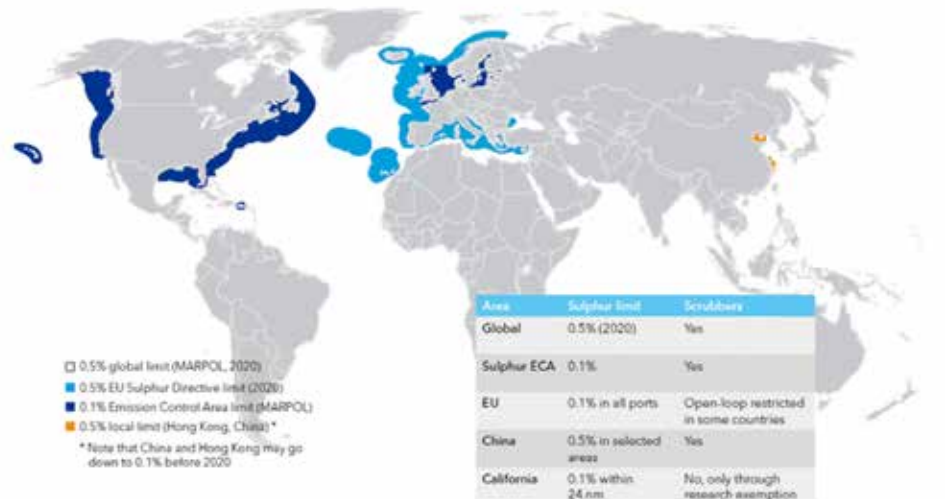 0.5% global limit (MARPOL, 2020)
0.5% EU Sulphur Directive limit (2020)
0.1% Emission Control Area limit (MARPOL)
0.5% local limit (Hong Kong, China) *
* Note that China and Hong Kong may go
down to 0.1% before 2020
Area Sulphur limit Scrubbers
Global 0.5% (2020) Yes
Sulphur ECA 0.1% Yes
EU 0.1% in all ports Open-loop restricted
in some countries
China 0.5% in selected Yes
areas
California 0.1% within No, only through
24 nm research exemption